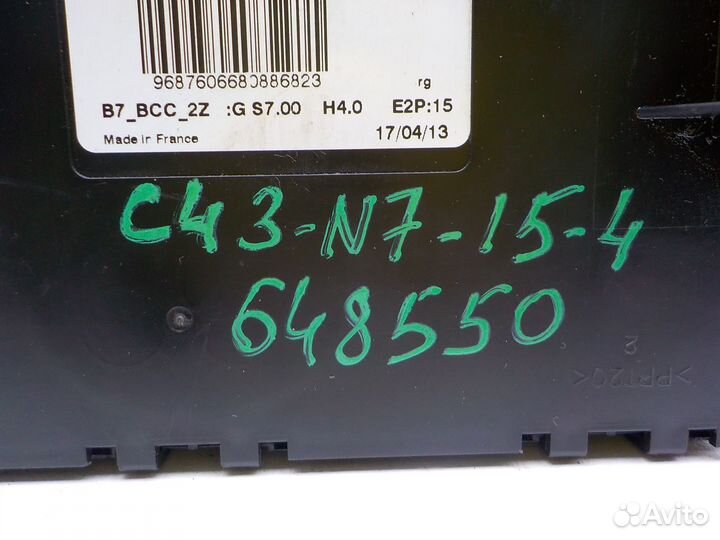 9687606680886823
rg
B7_BCC_2Z :G S7.00 H4.0 E2P:15
Made in France 17/04/13
C43-N7-15-4
648550
2
Avito